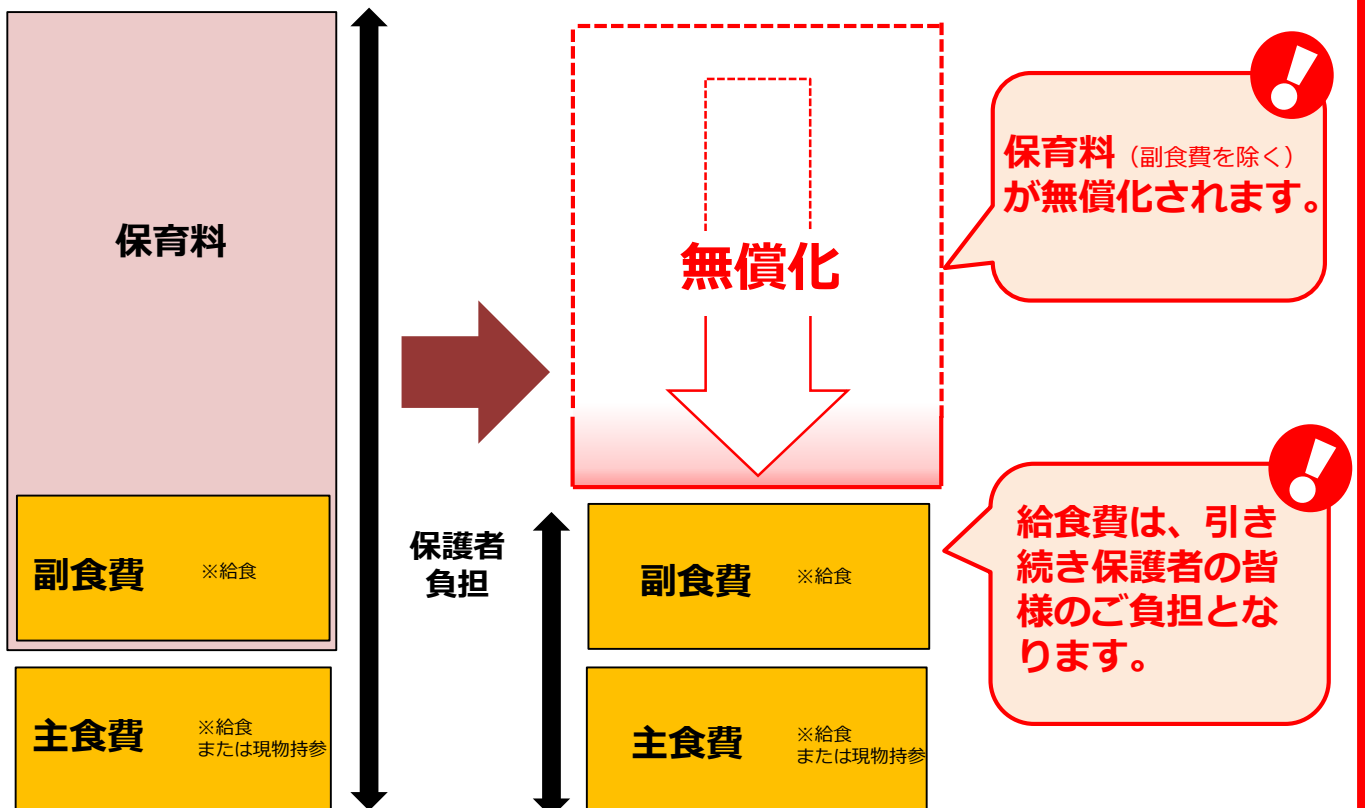 保育料
副食費 ※給食
主食費 ※給食
または現物持参
保護者
負担
無償化
副食費 ※給食
主食費 ※給食
または現物持参
保育料（副食費を除く）
が無償化されます。
給食費は、引き
続き保護者の皆
様のご負担とな
ります。